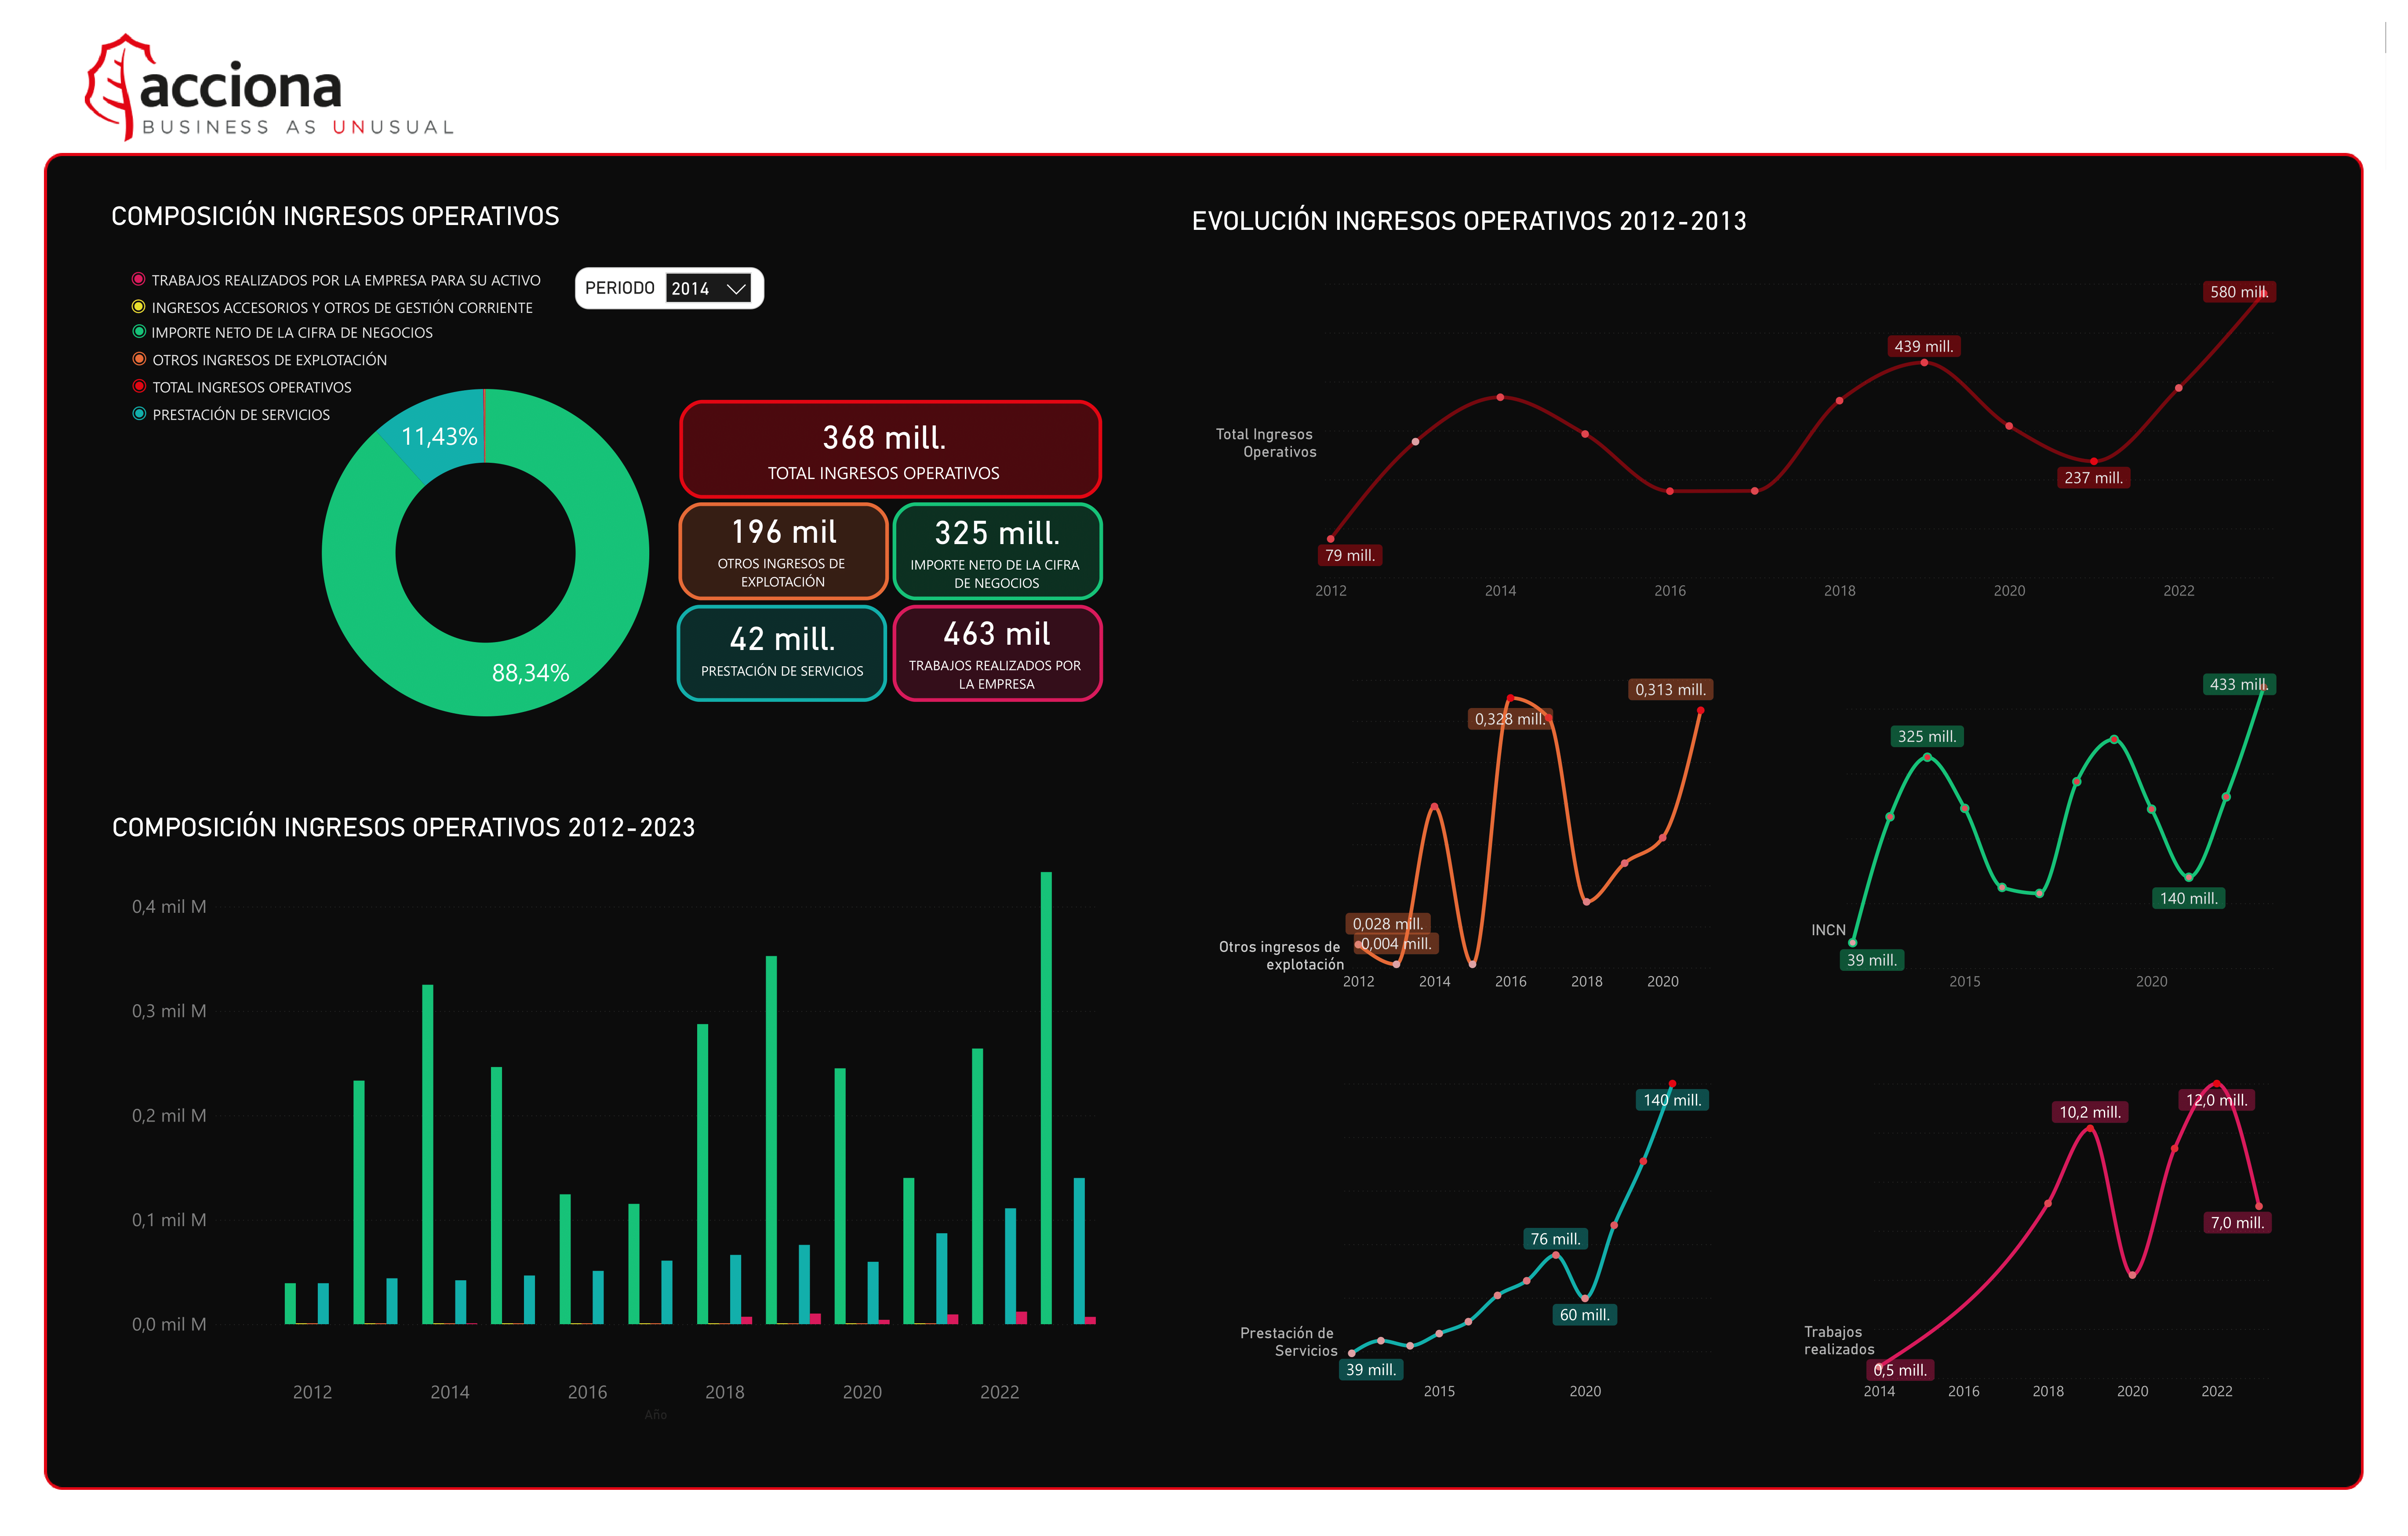 acciona
BUSINESS AS UNUSUAL
COMPOSICIÓN INGRESOS OPERATIVOS
TRABAJOS REALIZADOS POR LA EMPRESA PARA SU ACTIVO
INGRESOS ACCESORIOS Y OTROS DE GESTIÓN CORRIENTE
IMPORTE NETO DE LA CIFRA DE NEGOCIOS
OTROS INGRESOS DE EXPLOTACIÓN
TOTAL INGRESOS OPERATIVOS
PRESTACIÓN DE SERVICIOS
PERIODO 2014
11,43%
88,34%
368 mill.
TOTAL INGRESOS OPERATIVOS
196 mil
OTROS INGRESOS DE
EXPLOTACIÓN
325 mill.
IMPORTE NETO DE LA CIFRA
DE NEGOCIOS
42 mill.
PRESTACIÓN DE SERVICIOS
463 mil
TRABAJOS REALIZADOS POR
LA EMPRESA
COMPOSICIÓN INGRESOS OPERATIVOS 2012-2023
0,4 mil M
0,3 mil M
0,2 mil M
0,1 mil M
0,0 mil M
2012 2014 2016 2018 2020 2022
Año
EVOLUCIÓN INGRESOS OPERATIVOS 2012-2013
580 mill.
439 mill.
Total Ingresos
Operativos
237 mill.
79 mill.
2012 2014 2016 2018 2020 2022
0,313 mill.
0,328 mill.
0,028 mill.
0,004 mill.
Otros ingresos de
explotación
2012 2014 2016 2018 2020
433 mill.
325 mill.
140 mill.
INCN
39 mill.
2015 2020
140 mill.
76 mill.
60 mill.
Prestación de
Servicios
39 mill.
2015 2020
12,0 mill.
10,2 mill.
7,0 mill.
Trabajos
realizados
0,5 mill.
2014 2016 2018 2020 2022